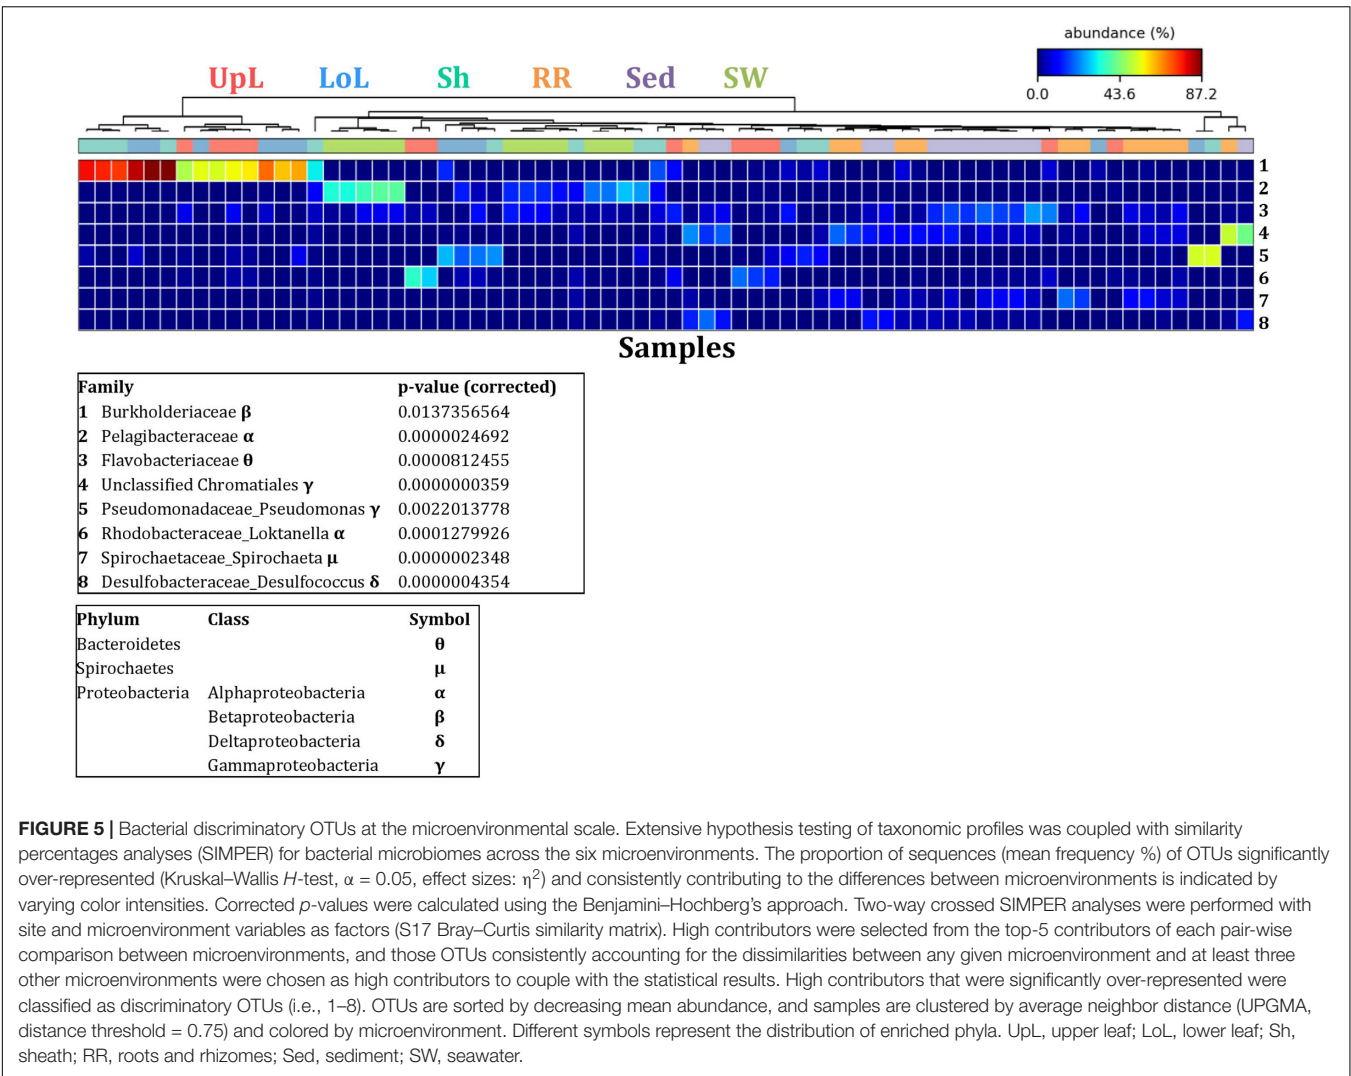 abundance (%)
0.0 43.6 87.2
UpL LoL Sh RR Sed SW
1
2
3
4
5
6
7
8
Samples
Family p-value (corrected)
1 Burkholderiaceae β 0.0137356564
2 Pelagibacteraceae α 0.0000024692
3 Flavobacteriaceae θ 0.0000812455
4 Unclassified Chromatiales γ 0.0000000359
5 Pseudomonadaceae_Pseudomonas γ 0.0022013778
6 Rhodobacteraceae_Loktanella α 0.0001279926
7 Spirochaetaceae_Spirochaeta μ 0.0000002348
8 Desulfobacteraceae_Desulfococcus δ 0.0000004354
Phylum Class Symbol
Bacteroidetes θ
Spirochaetes μ
Proteobacteria Alphaproteobacteria α
Betaproteobacteria β
Deltaproteobacteria δ
Gammaproteobacteria γ
FIGURE 5 | Bacterial discriminatory OTUs at the microenvironmental scale. Extensive hypothesis testing of taxonomic profiles was coupled with similarity
percentages analyses (SIMPER) for bacterial microbiomes across the six microenvironments. The proportion of sequences (mean frequency %) of OTUs significantly
over-represented (Kruskal–Wallis H-test, α = 0.05, effect sizes: η²) and consistently contributing to the differences between microenvironments is indicated by
varying color intensities. Corrected p-values were calculated using the Benjamini–Hochberg's approach. Two-way crossed SIMPER analyses were performed with
site and microenvironment variables as factors (S17 Bray–Curtis similarity matrix). High contributors were selected from the top-5 contributors of each pair-wise
comparison between microenvironments, and those OTUs consistently accounting for the dissimilarities between any given microenvironment and at least three
other microenvironments were chosen as high contributors to couple with the statistical results. High contributors that were significantly over-represented were
classified as discriminatory OTUs (i.e., 1–8). OTUs are sorted by decreasing mean abundance, and samples are clustered by average neighbor distance (UPGMA,
distance threshold = 0.75) and colored by microenvironment. Different symbols represent the distribution of enriched phyla. UpL, upper leaf; LoL, lower leaf; Sh,
sheath; RR, roots and rhizomes; Sed, sediment; SW, seawater.